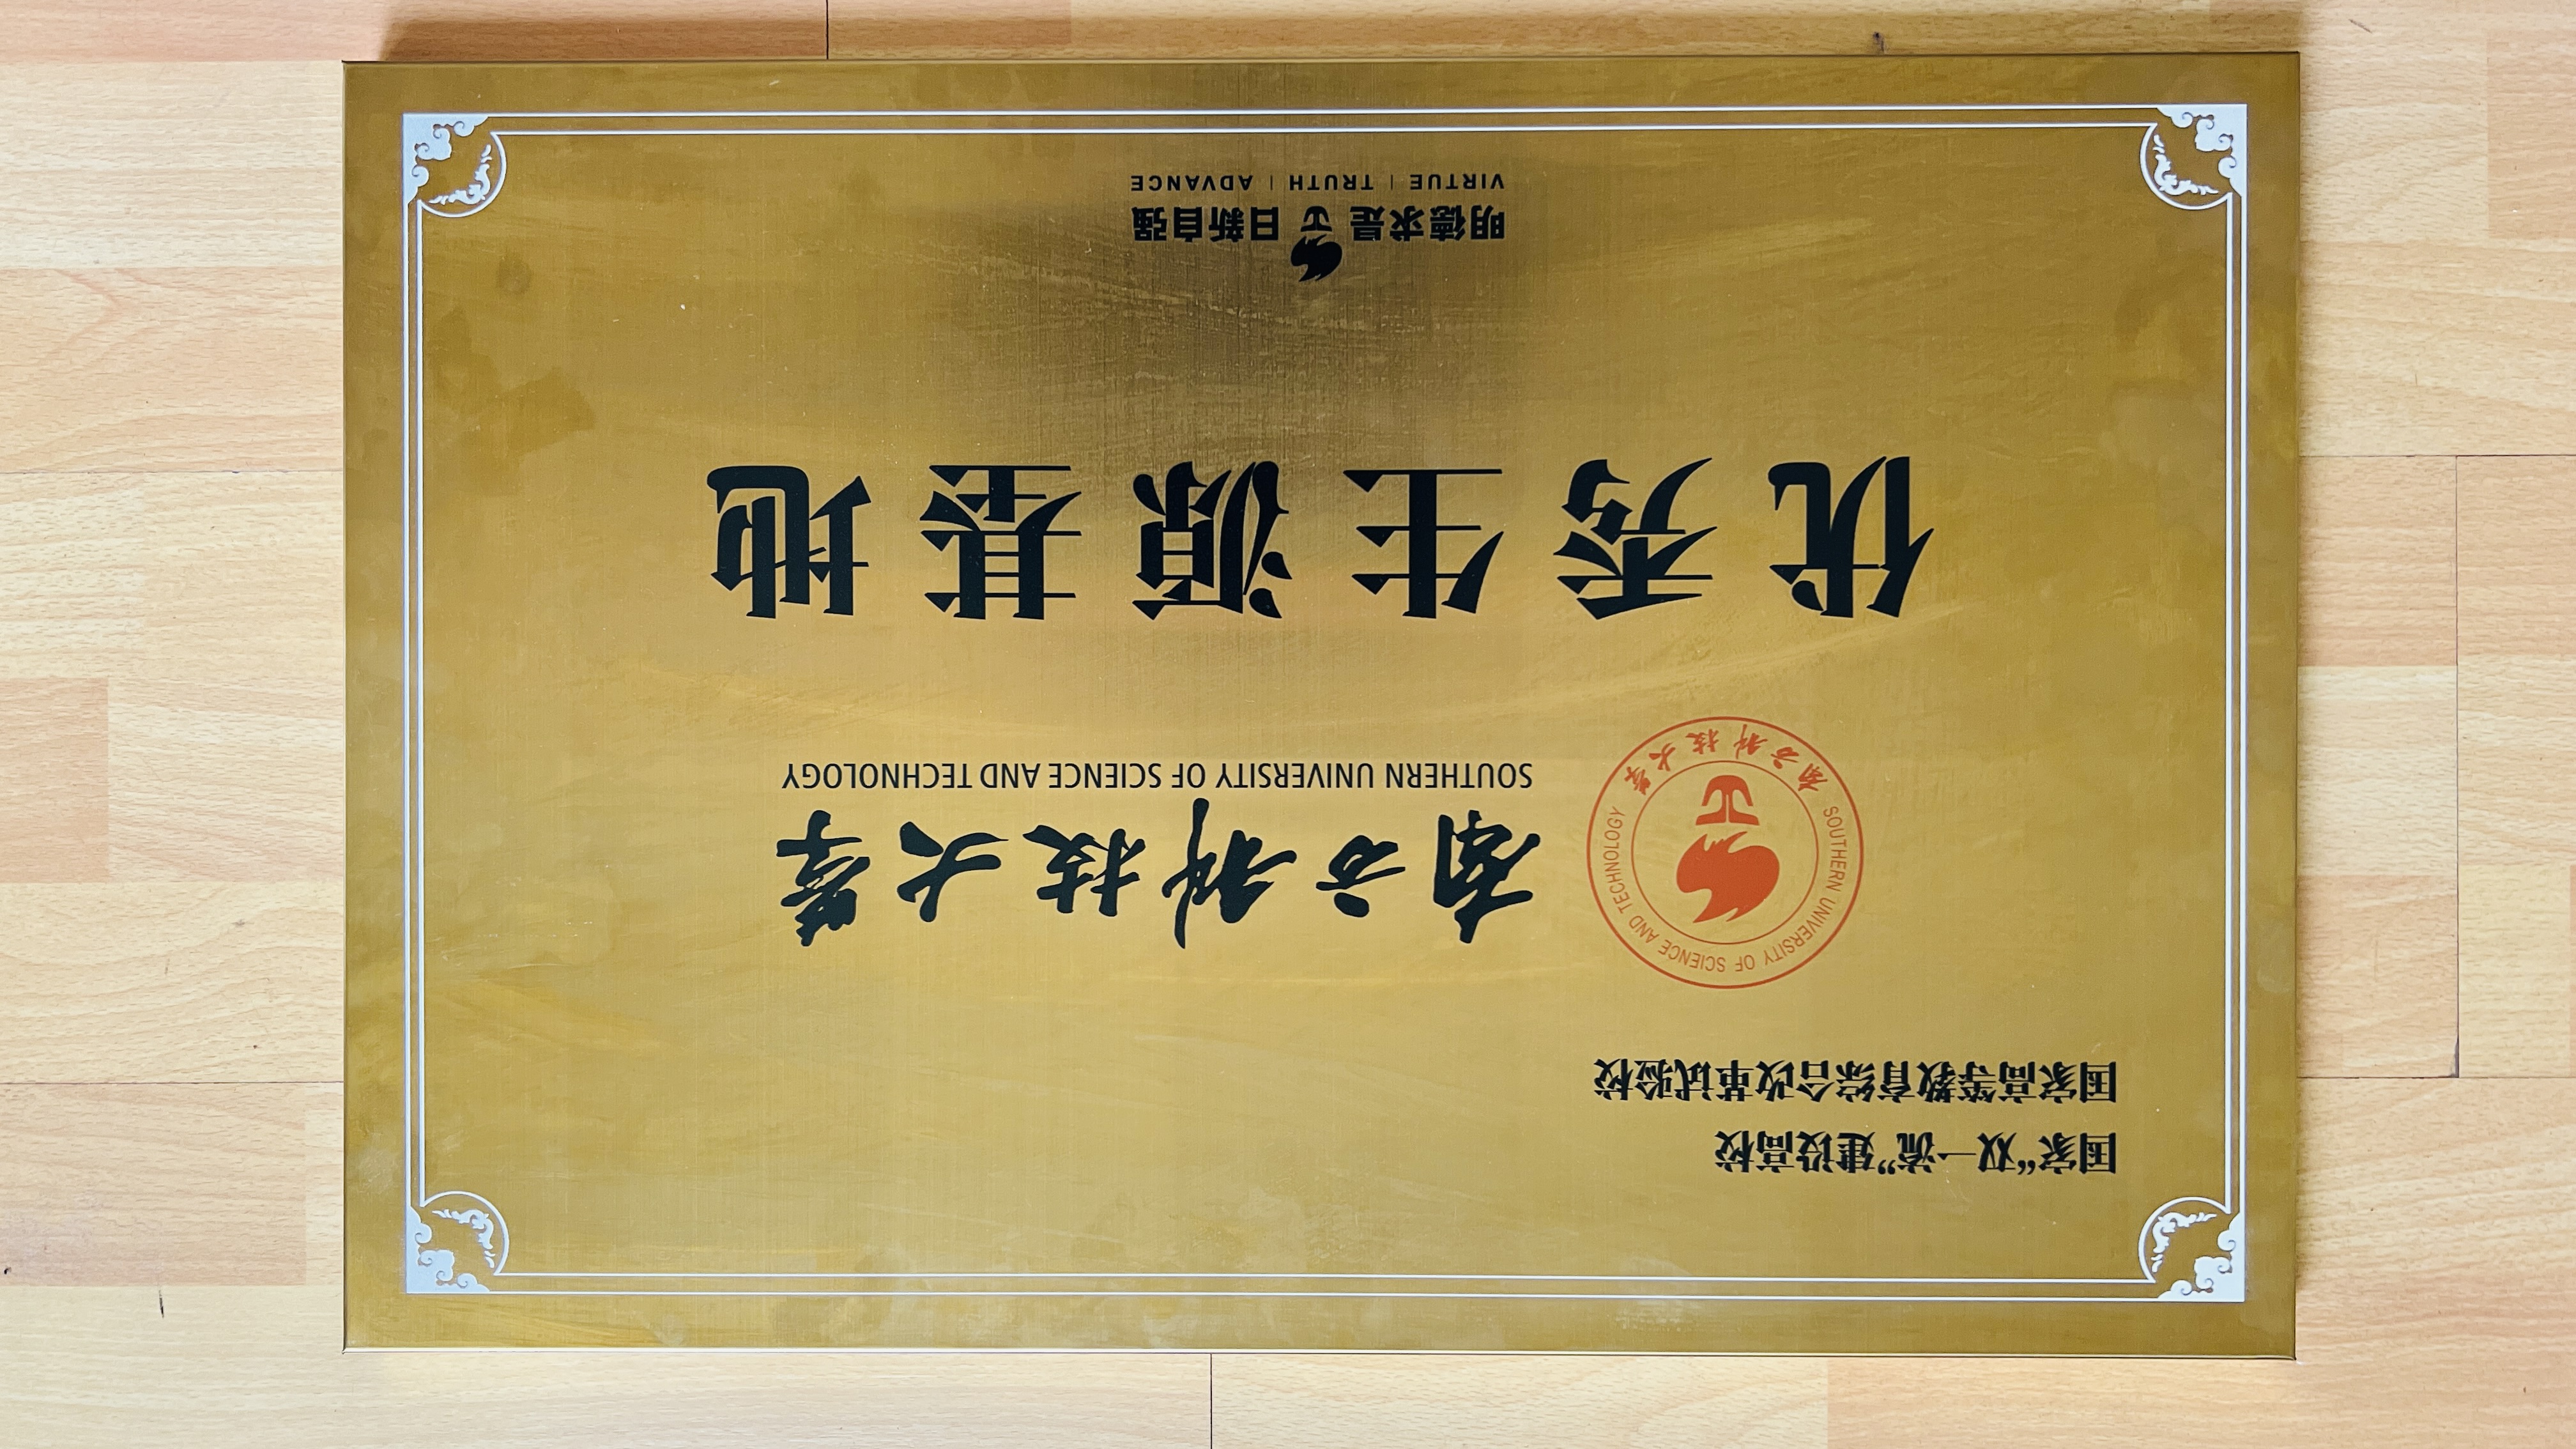 国家“双一流”建设高校
国家高等教育综合改革试验校
SOUTHERN UNIVERSITY OF SCIENCE AND TECHNOLOGY
南方科技大学
南方科技大學
SOUTHERN UNIVERSITY OF SCIENCE AND TECHNOLOGY
优秀生源基地
明德求是 日新自强
VIRTUE | TRUTH | ADVANCE